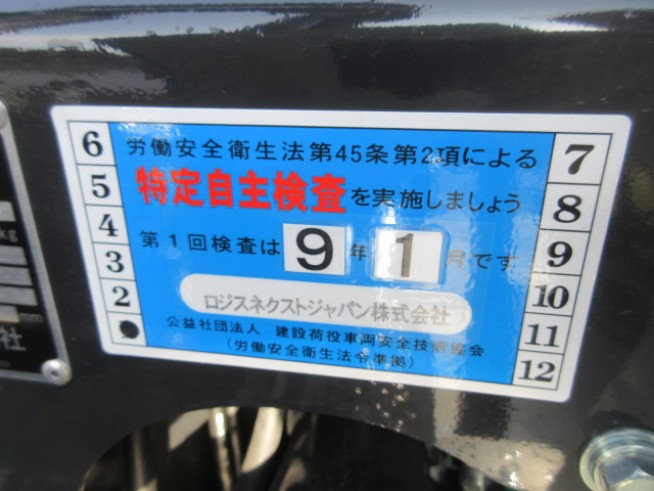 労働安全衛生法第45条第2項による
特定自主検査を実施しましょう
第1回検査は9年1月です
ロジスネクストジャパン株式会社
公益社団法人 建設荷役車両安全技術協会
(労働安全衛生法令準拠)
6
5
4
3
2
7
8
9
10
11
12
kg
mm
社